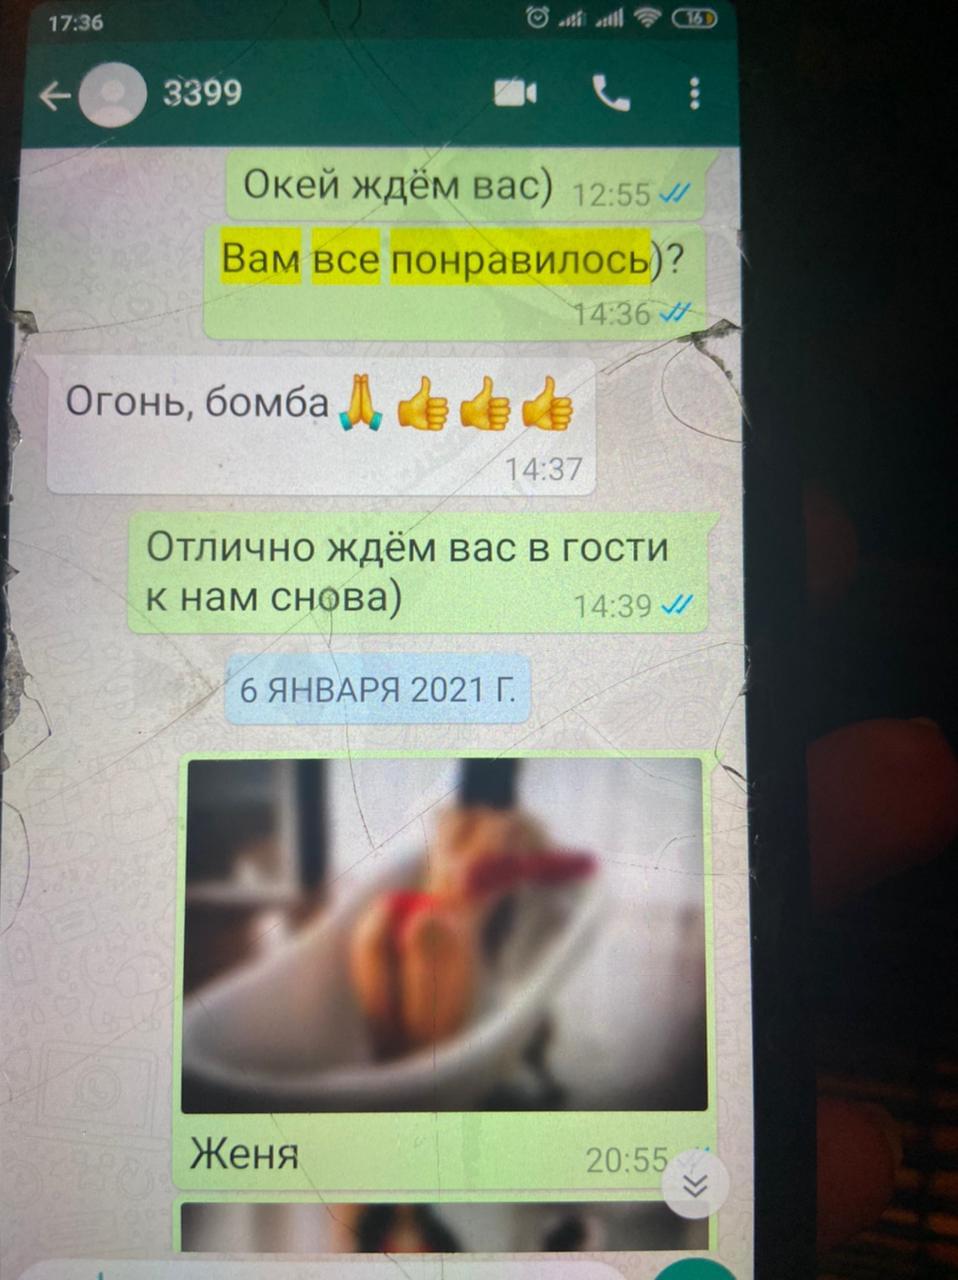 17:36
16
3399
Окей ждём вас)
12:55
Вам все понравилось)?
14:36
Огонь, бомба🙏👍👍👍
14:37
Отлично ждём вас в гости
к нам снова)
14:39
6 ЯНВАРЯ 2021 Г.
Женя
20:55